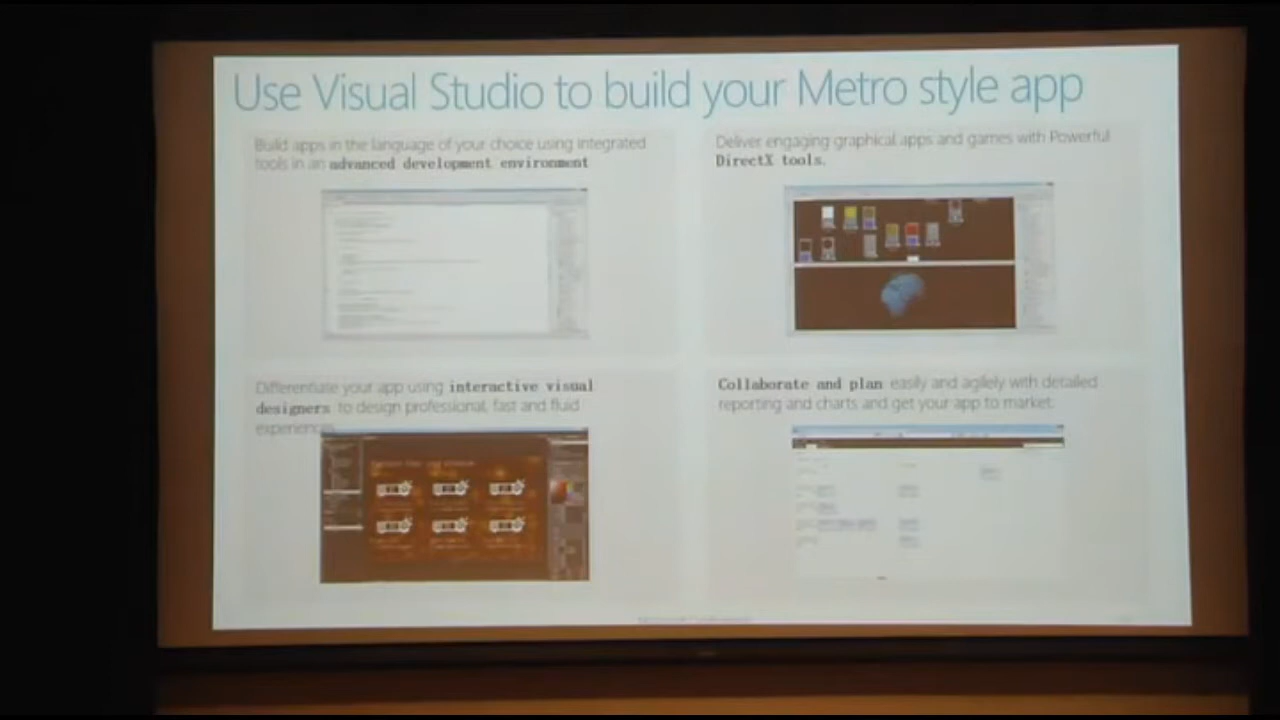 Use Visual Studio to build your Metro style app
Build apps in the language of your choice using integrated
tools in an advanced development environment
Deliver engaging graphical apps and games with Powerful
DirectX tools.
Differentiate your app using interactive visual
designers to design professional, fast and fluid
experiences
Collaborate and plan easily and agilely with detailed
reporting and charts and get your app to market.